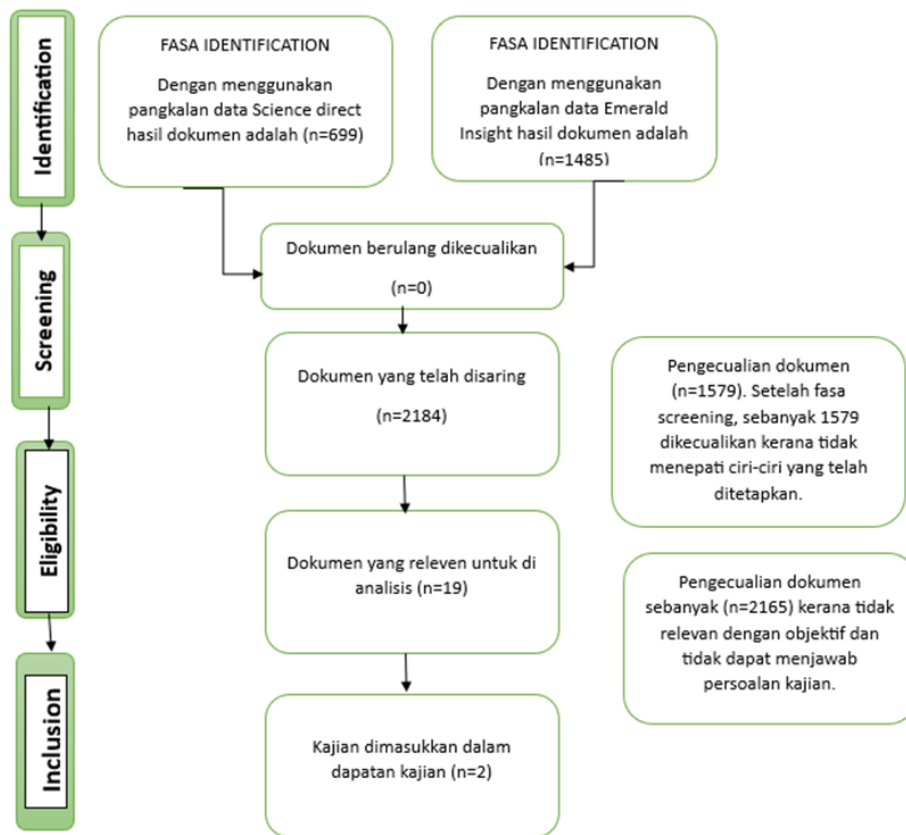 Identification
FASA IDENTIFICATION
Dengan menggunakan
pangkalan data Science direct
hasil dokumen adalah (n=699)
FASA IDENTIFICATION
Dengan menggunakan
pangkalan data Emerald
Insight hasil dokumen adalah
(n=1485)
Screening
Dokumen berulang dikecualikan
(n=0)
Dokumen yang telah disaring
(n=2184)
Pengecualian dokumen
(n=1579). Setelah fasa
screening, sebanyak 1579
dikecualikan kerana tidak
menepati ciri-ciri yang telah
ditetapkan.
Eligibility
Dokumen yang releven untuk di
analisis (n=19)
Pengecualian dokumen
sebanyak (n=2165) kerana tidak
relevan dengan objektif dan
tidak dapat menjawab
persoalan kajian.
Inclusion
Kajian dimasukkan dalam
dapatan kajian (n=2)